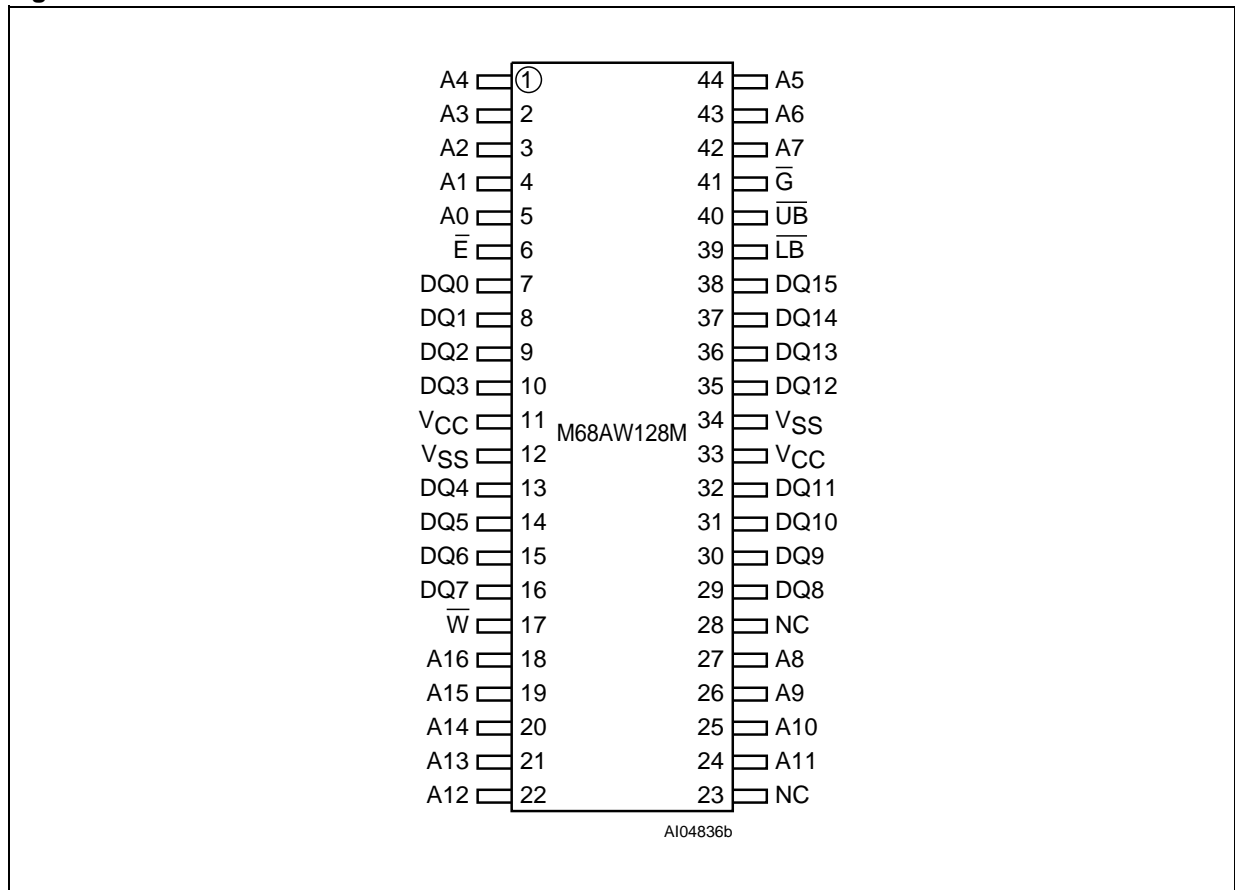 A4 1 44 A5
A3 2 43 A6
A2 3 42 A7
A1 4 41 G̅
A0 5 40 U̅B̅
E̅ 6 39 L̅B̅
DQ0 7 38 DQ15
DQ1 8 37 DQ14
DQ2 9 36 DQ13
DQ3 10 35 DQ12
VCC 11 34 VSS
M68AW128M
VSS 12 33 VCC
DQ4 13 32 DQ11
DQ5 14 31 DQ10
DQ6 15 30 DQ9
DQ7 16 29 DQ8
W̅ 17 28 NC
A16 18 27 A8
A15 19 26 A9
A14 20 25 A10
A13 21 24 A11
A12 22 23 NC
AI04836b